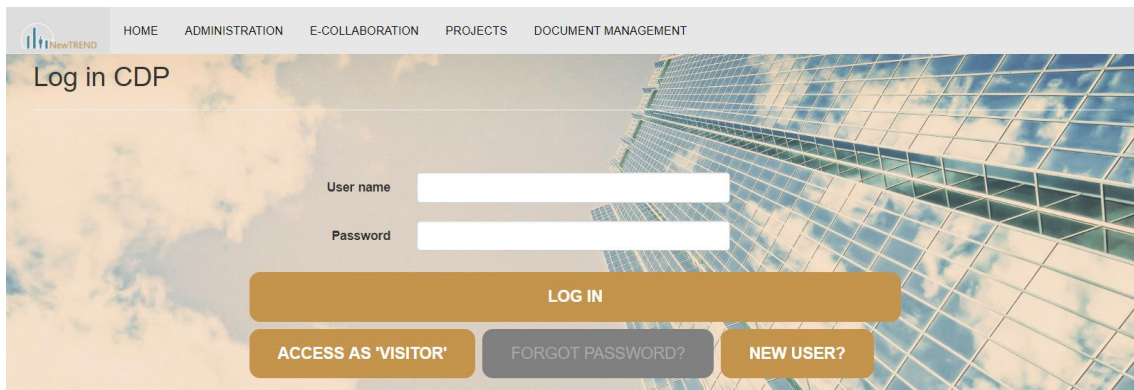 NewTREND HOME ADMINISTRATION E-COLLABORATION PROJECTS DOCUMENT MANAGEMENT
Log in CDP
User name
Password
LOG IN
ACCESS AS 'VISITOR' FORGOT PASSWORD? NEW USER?